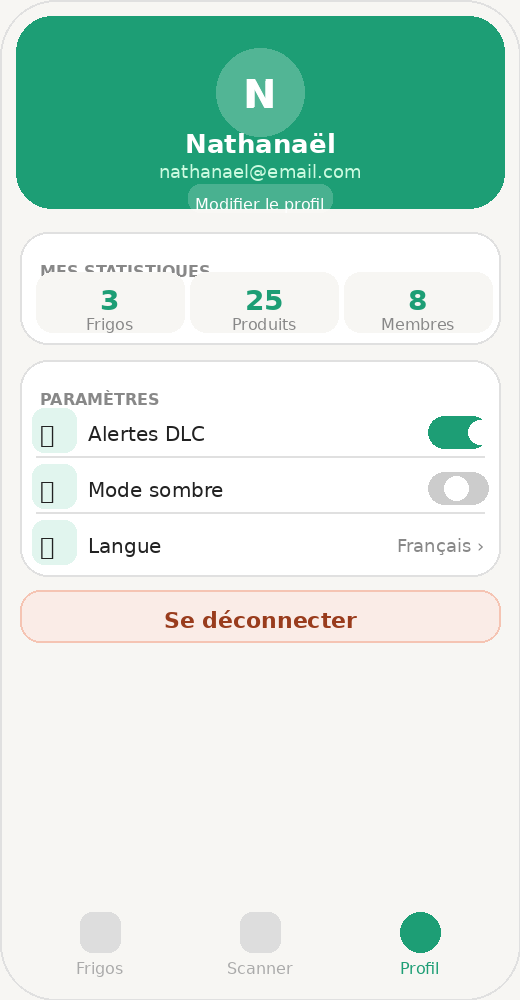 N
Nathanaël
nathanael@email.com
Modifier le profil
MES STATISTIQUES
3 25 8
Frigos Produits Membres
PARAMÈTRES
Alertes DLC
Mode sombre
Langue Français ›
Se déconnecter
Frigos Scanner Profil